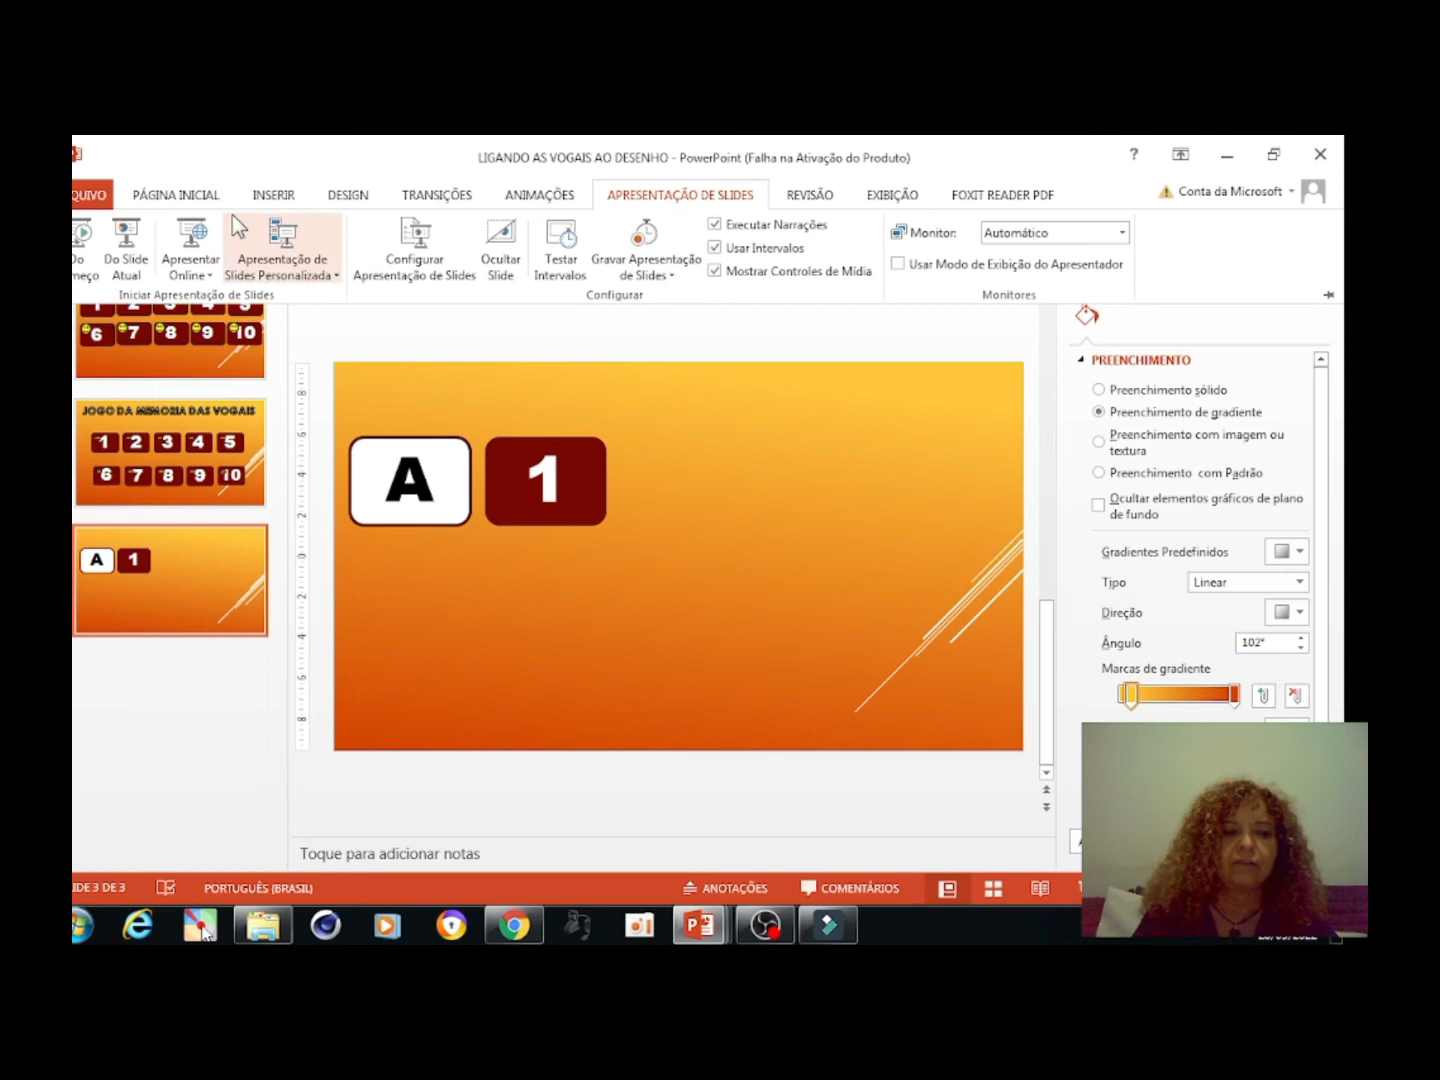 LIGANDO AS VOGAIS AO DESENHO - PowerPoint (Falha na Ativação do Produto)
?
QUIVO PÁGINA INICIAL INSERIR DESIGN TRANSIÇÕES ANIMAÇÕES APRESENTAÇÃO DE SLIDES REVISÃO EXIBIÇÃO FOXIT READER PDF Conta da Microsoft
Do Slide Atual
Apresentar Online
Apresentação de Slides Personalizada
Iniciar Apresentação de Slides
Configurar Apresentação de Slides
Ocultar Slide
Testar Intervalos
Gravar Apresentação de Slides
Executar Narrações
Usar Intervalos
Mostrar Controles de Mídia
Configurar
Monitor: Automático
Usar Modo de Exibição do Apresentador
Monitores
1 2 3 4 5
6 7 8 9 10
JOGO DA MEMORIA DAS VOGAIS
1 2 3 4 5
6 7 8 9 10
A 1
A 1
PREENCHIMENTO
Preenchimento sólido
Preenchimento de gradiente
Preenchimento com imagem ou
textura
Preenchimento com Padrão
Ocultar elementos gráficos de plano
de fundo
Gradientes Predefinidos
Tipo Linear
Direção
Ângulo 102°
Marcas de gradiente
Toque para adicionar notas
IDE 3 DE 3 PORTUGUÊS (BRASIL) ANOTAÇÕES COMENTÁRIOS